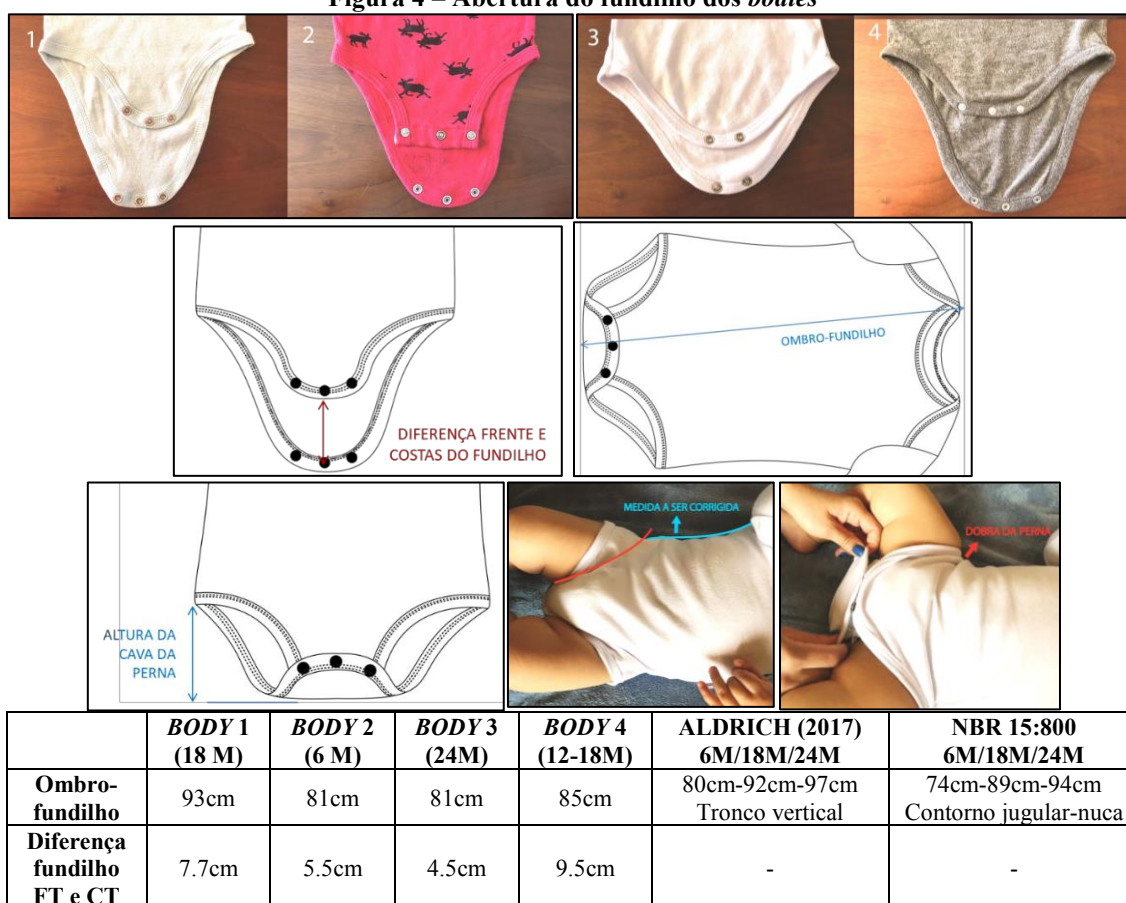 Figura 4 – Abertura do fundilho dos bodies
1
2
3
4
DIFERENÇA FRENTE E
COSTAS DO FUNDILHO
OMBRO-FUNDILHO
ALTURA DA
CAVA DA
PERNA
MEDIDA A SER CORRIGIDA
DOBRA DA PERNA
BODY 1 BODY 2 BODY 3 BODY 4 ALDRICH (2017) NBR 15:800
(18 M) (6 M) (24M) (12-18M) 6M/18M/24M 6M/18M/24M
Ombro-fundilho 93cm 81cm 81cm 85cm 80cm-92cm-97cm 74cm-89cm-94cm
Tronco vertical Contorno jugular-nuca
Diferença
fundilho 7.7cm 5.5cm 4.5cm 9.5cm - -
FT e CT